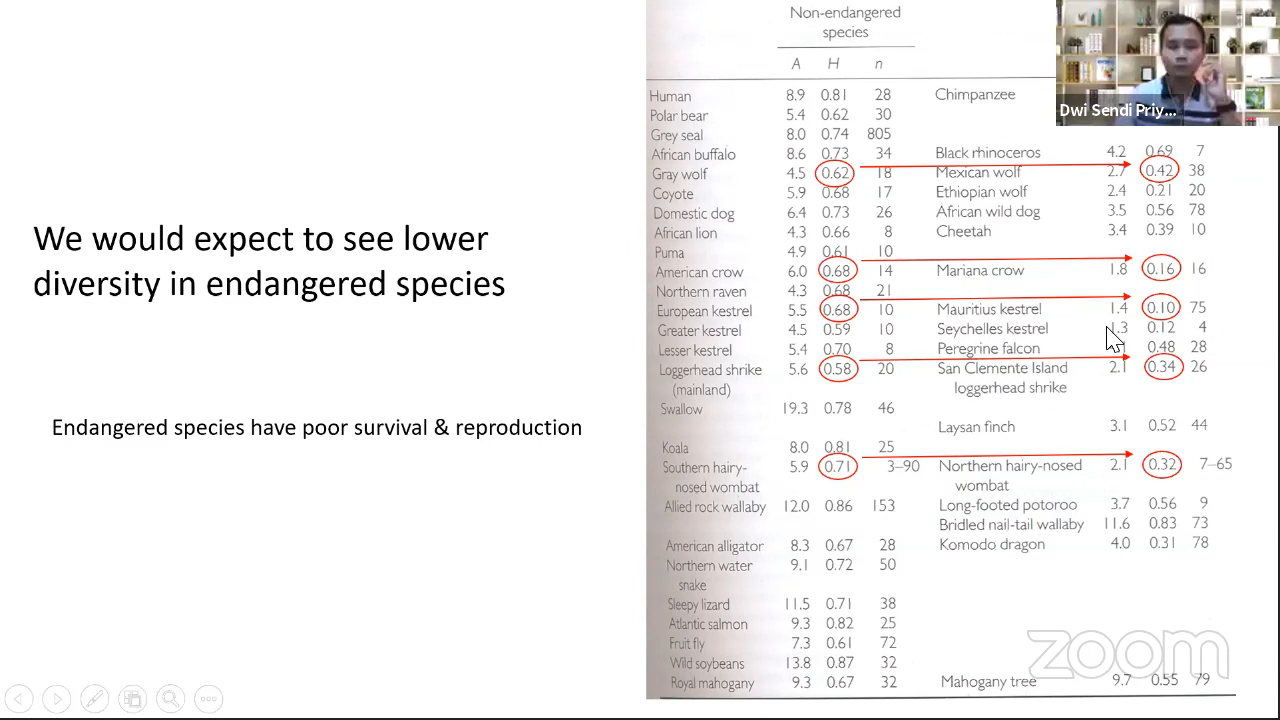 Non-endangered
species
A H n
Dwi Sendi Priy...
Human 8.9 0.81 28 Chimpanzee
Polar bear 5.4 0.62 30
Grey seal 8.0 0.74 805
African buffalo 8.6 0.73 34 Black rhinoceros 4.2 0.69 7
Gray wolf 4.5 0.62 18 Mexican wolf 2.7 0.42 38
Coyote 5.9 0.68 17 Ethiopian wolf 2.4 0.21 20
Domestic dog 6.4 0.73 26 African wild dog 3.5 0.56 78
African lion 4.3 0.66 8 Cheetah 3.4 0.39 10
Puma 4.9 0.61 10
American crow 6.0 0.68 14 Mariana crow 1.8 0.16 16
Northern raven 4.3 0.68 21
European kestrel 5.5 0.68 10 Mauritius kestrel 1.4 0.10 75
Greater kestrel 4.5 0.59 10 Seychelles kestrel 1.3 0.12 4
Lesser kestrel 5.4 0.70 8 Peregrine falcon 0.48 28
Loggerhead shrike 5.6 0.58 20 San Clemente Island 2.1 0.34 26
(mainland) loggerhead shrike
Swallow 19.3 0.78 46
Laysan finch 3.1 0.52 44
Koala 8.0 0.81 25
Southern hairy- 5.9 0.71 3–90 Northern hairy-nosed 2.1 0.32 7–65
nosed wombat wombat
Allied rock wallaby 12.0 0.86 153 Long-footed potoroo 3.7 0.56 9
Bridled nail-tail wallaby 11.6 0.83 73
American alligator 8.3 0.67 28 Komodo dragon 4.0 0.31 78
Northern water 9.1 0.72 50
snake
Sleepy lizard 11.5 0.71 38
Atlantic salmon 9.3 0.82 25
Fruit fly 7.3 0.61 72
Wild soybeans 13.8 0.87 32
Royal mahogany 9.3 0.67 32 Mahogany tree 9.7 0.55 79
We would expect to see lower
diversity in endangered species
Endangered species have poor survival & reproduction
zoom